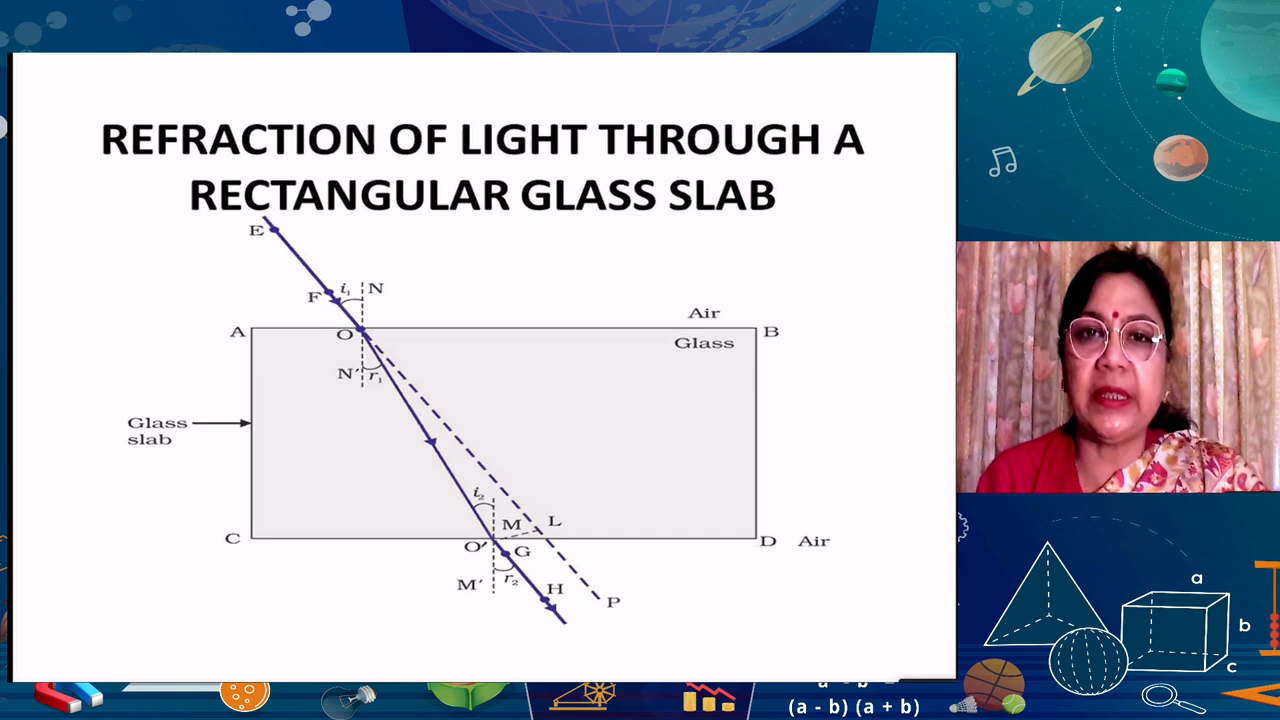 REFRACTION OF LIGHT THROUGH A
RECTANGULAR GLASS SLAB
E
F
i₁
N
Air
A
O
B
Glass
N′
r₁
Glass
slab
i₂
M
L
C
O′
G
D
Air
M′
r₂
H
P
a
b
c
(a - b) (a + b)